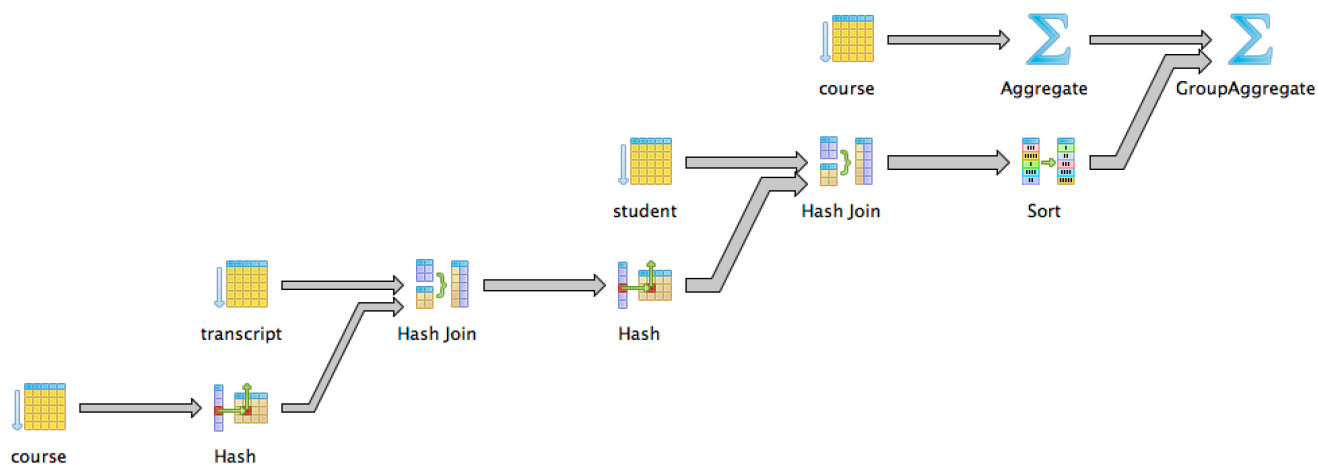 course
Aggregate
GroupAggregate
student
Hash Join
Sort
transcript
Hash Join
Hash
course
Hash